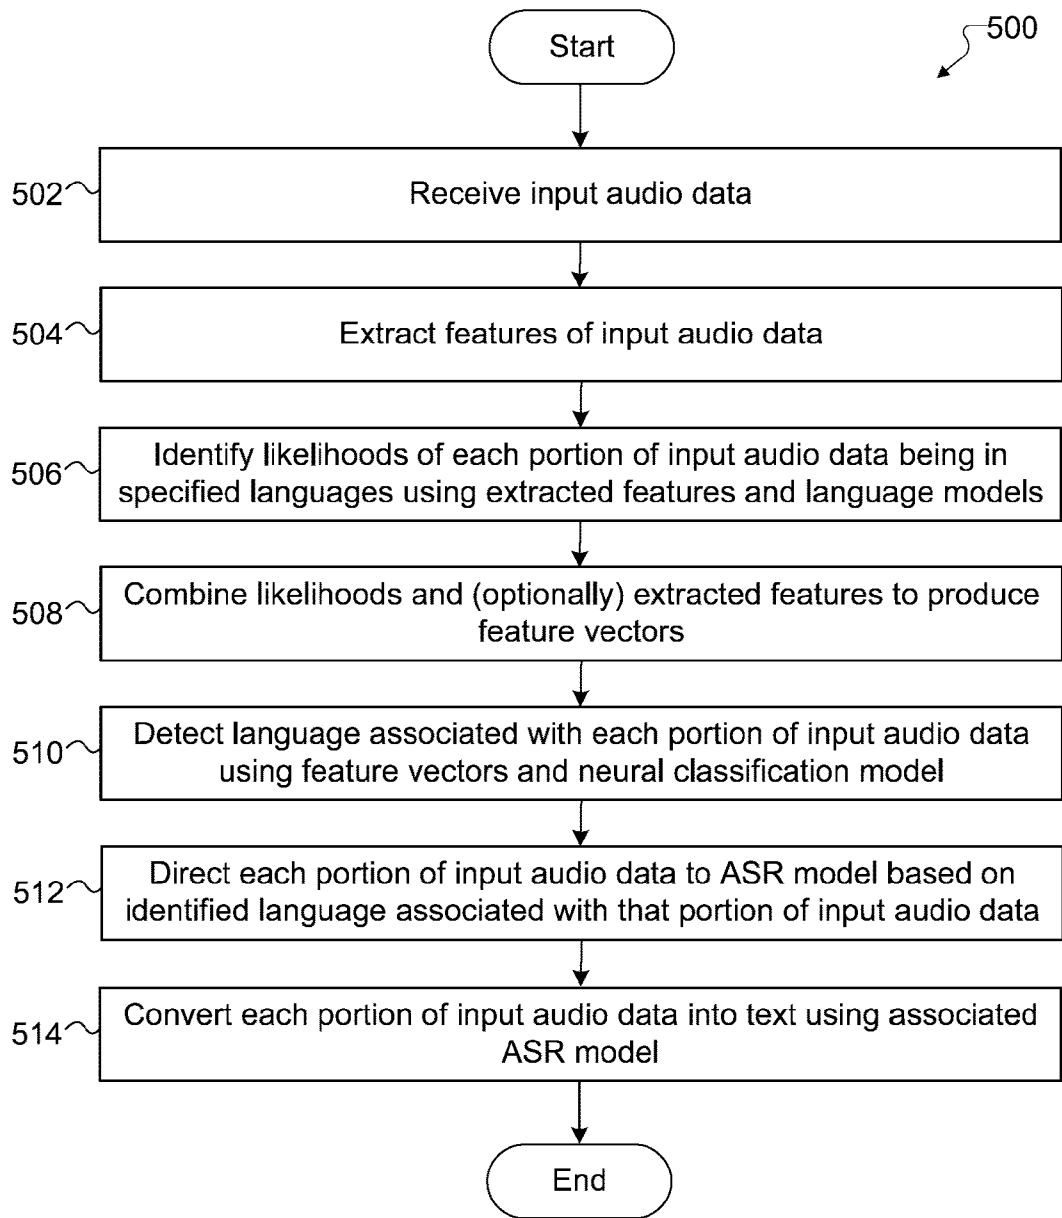 Start
500
502
Receive input audio data
504
Extract features of input audio data
506
Identify likelihoods of each portion of input audio data being in
specified languages using extracted features and language models
508
Combine likelihoods and (optionally) extracted features to produce
feature vectors
510
Detect language associated with each portion of input audio data
using feature vectors and neural classification model
512
Direct each portion of input audio data to ASR model based on
identified language associated with that portion of input audio data
514
Convert each portion of input audio data into text using associated
ASR model
End